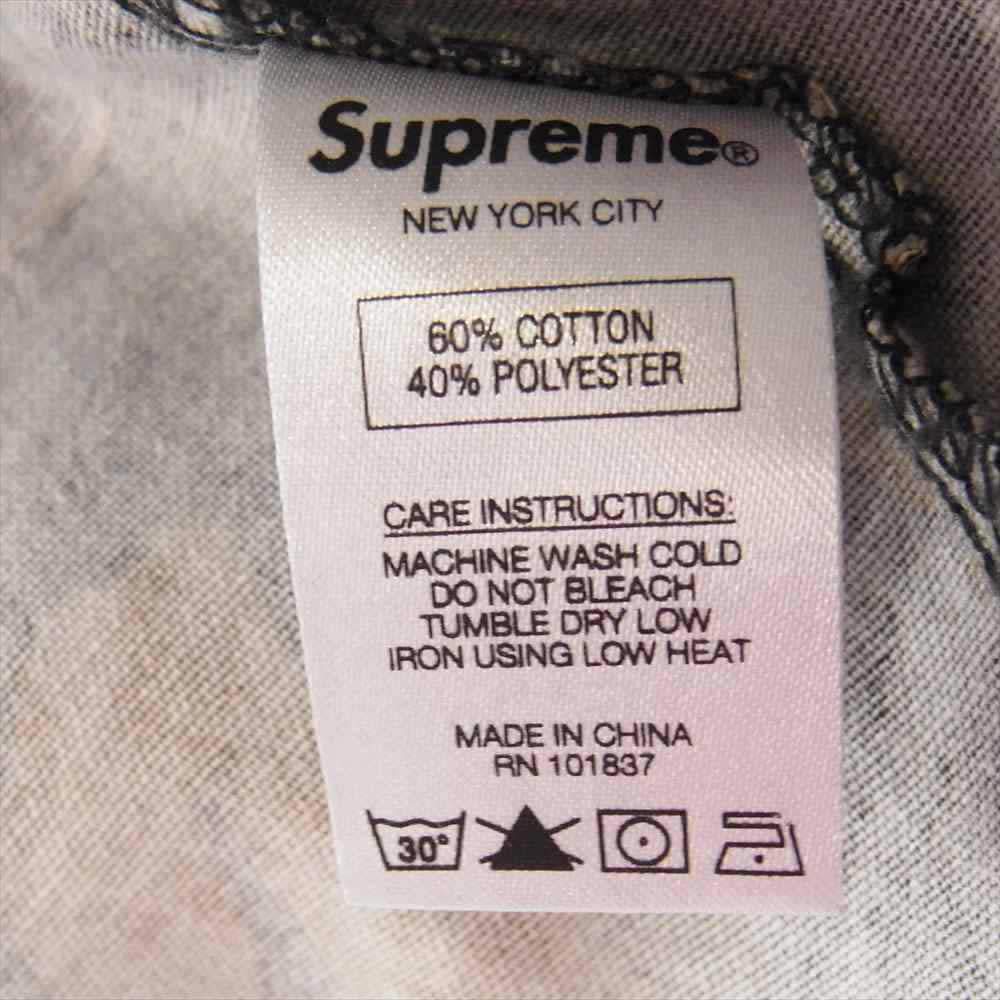 Supreme®
NEW YORK CITY
60% COTTON
40% POLYESTER
CARE INSTRUCTIONS:
MACHINE WASH COLD
DO NOT BLEACH
TUMBLE DRY LOW
IRON USING LOW HEAT
MADE IN CHINA
RN 101837
30°